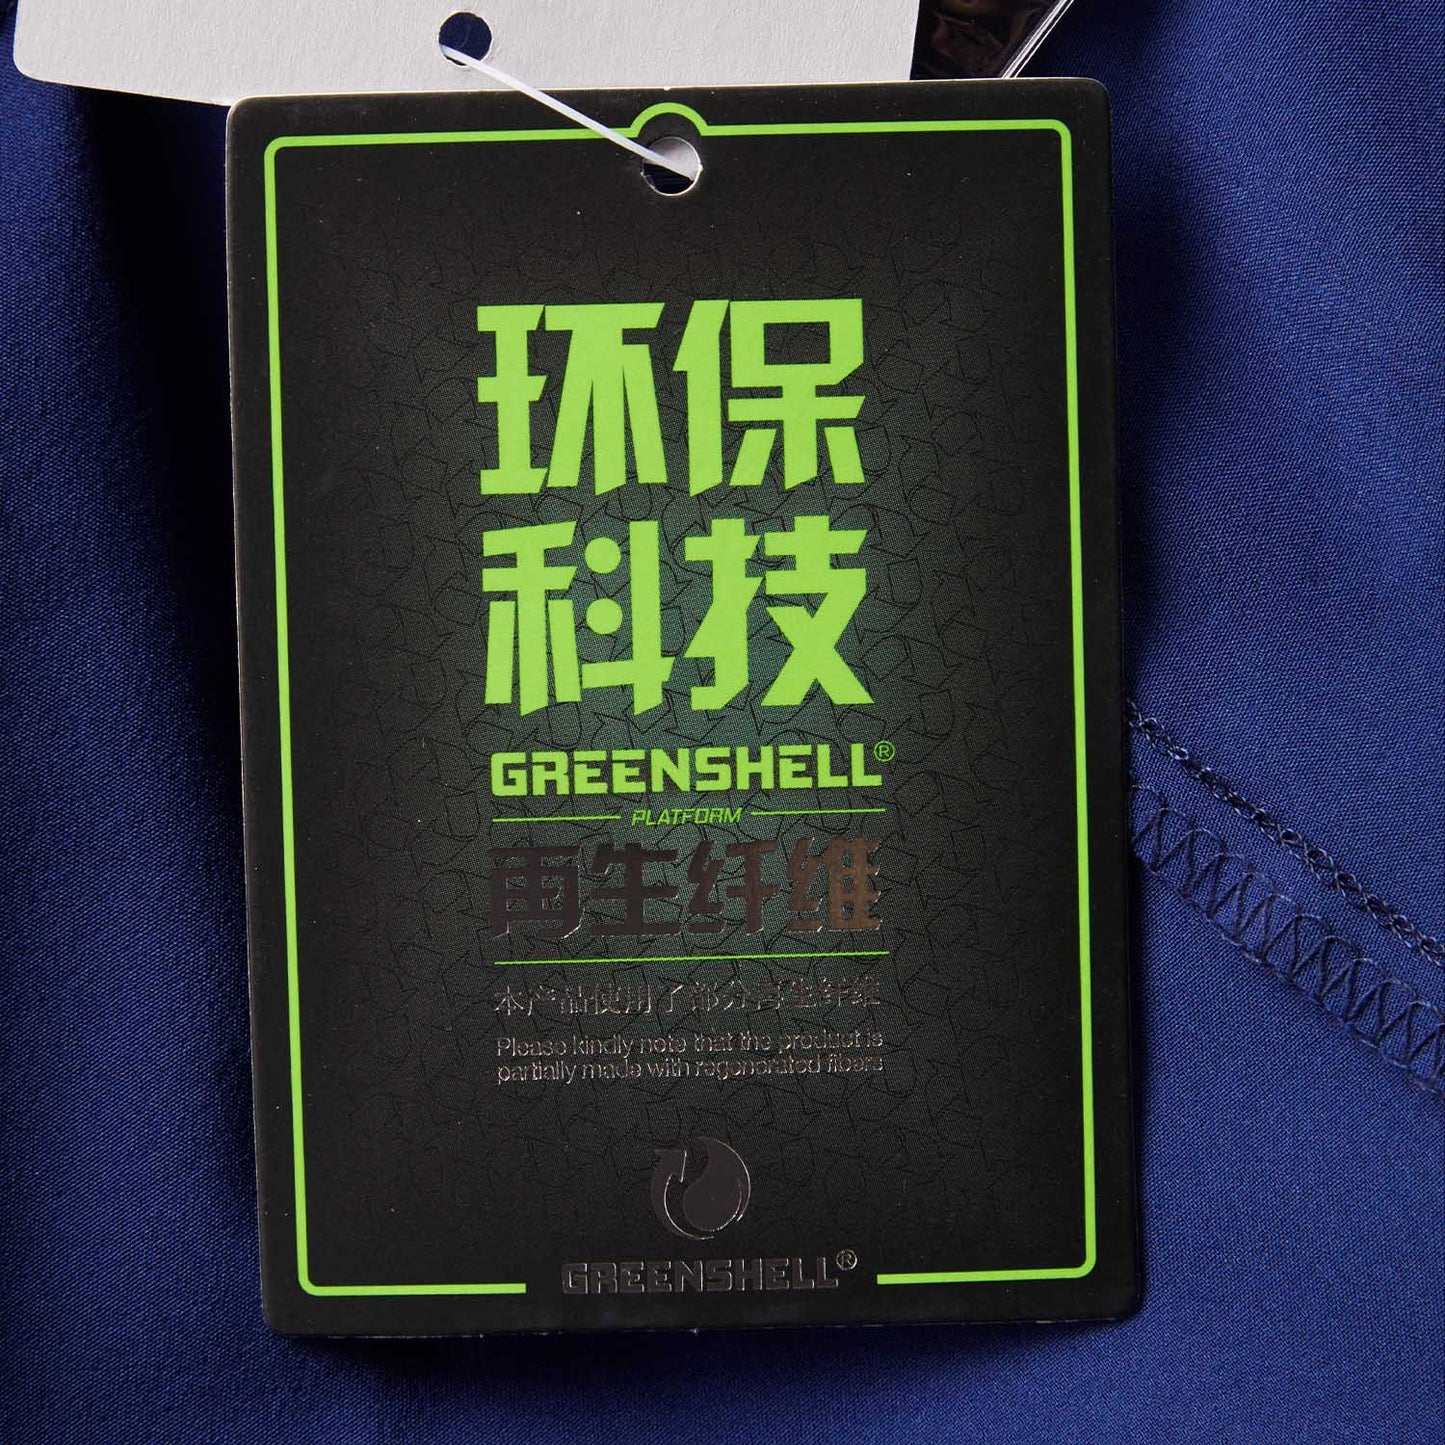 环保
科技
GREENSHELL®
PLATFORM
再生纤维
本产品使用了部分再生纤维
Please kindly note that the product is
partially made with regenerated fibers
GREENSHELL®